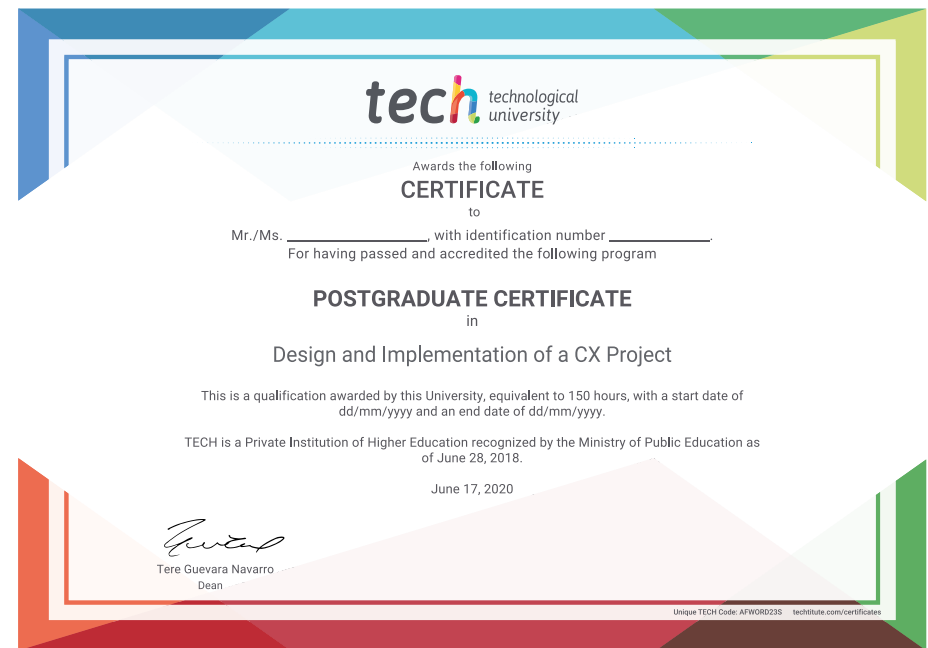 tech technological
university
Awards the following
CERTIFICATE
to
Mr./Ms. ____________________, with identification number ______________.
For having passed and accredited the following program
POSTGRADUATE CERTIFICATE
in
Design and Implementation of a CX Project
This is a qualification awarded by this University, equivalent to 150 hours, with a start date of
dd/mm/yyyy and an end date of dd/mm/yyyy.
TECH is a Private Institution of Higher Education recognized by the Ministry of Public Education as
of June 28, 2018.
June 17, 2020
Tere Guevara Navarro
Dean
Unique TECH Code: AFWORD23S techtitute.com/certificates